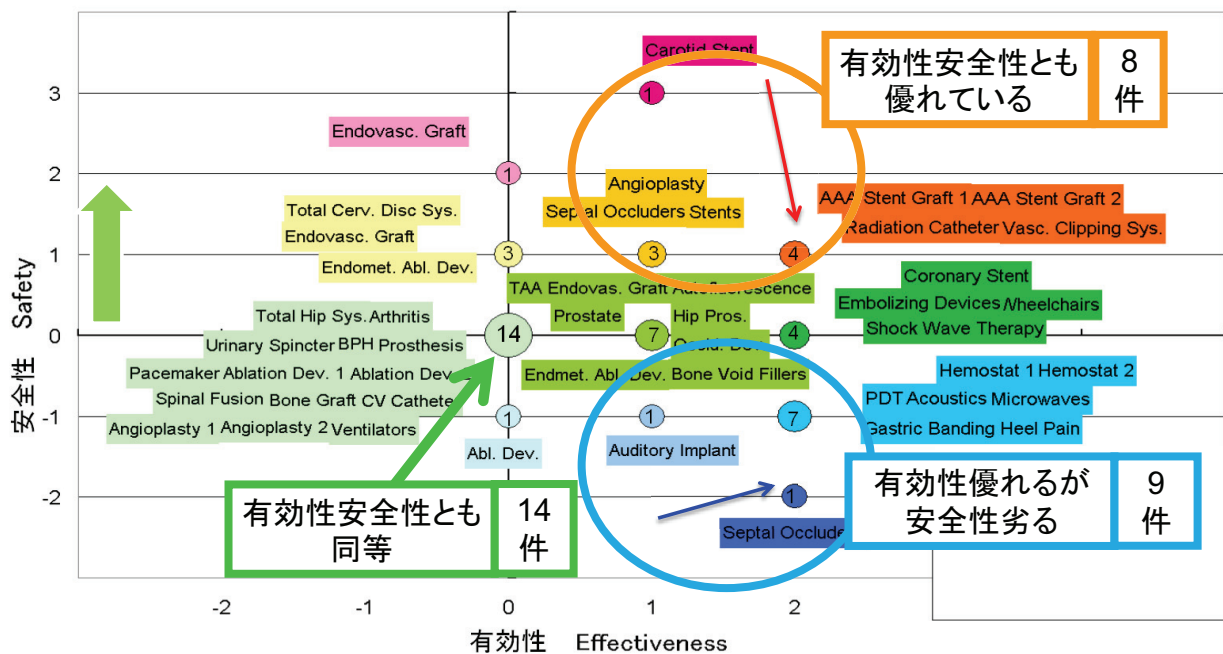 Carotid Stent
有効性安全性とも
優れている
8
件
3
1
Endovasc. Graft
2
1
Angioplasty
Septal Occluders Stents
AAA Stent Graft 1 AAA Stent Graft 2
Radiation Catheter Vasc. Clipping Sys.
Total Cerv. Disc Sys.
Endovasc. Graft
Endomet. Abl. Dev.
1
3
3
4
TAA Endovas. Graft Autofluorescence
Prostate
Hip Pros.
Occlu. Dev.
Endmet. Abl. Dev. Bone Void Fillers
Coronary Stent
Embolizing Devices Wheelchairs
Shock Wave Therapy
安全性 Safety
0
14
7
4
Total Hip Sys. Arthritis
Urinary Spincter BPH Prosthesis
Pacemaker Ablation Dev. 1 Ablation Dev.
Spinal Fusion Bone Graft CV Catheter
Angioplasty 1 Angioplasty 2 Ventilators
Hemostat 1 Hemostat 2
PDT Acoustics Microwaves
Gastric Banding Heel Pain
-1
1
1
7
Abl. Dev.
Auditory Implant
有効性安全性とも
同等
14
件
-2
1
Septal Occlude
有効性優れるが
安全性劣る
9
件
-2
-1
0
1
2
有効性 Effectiveness